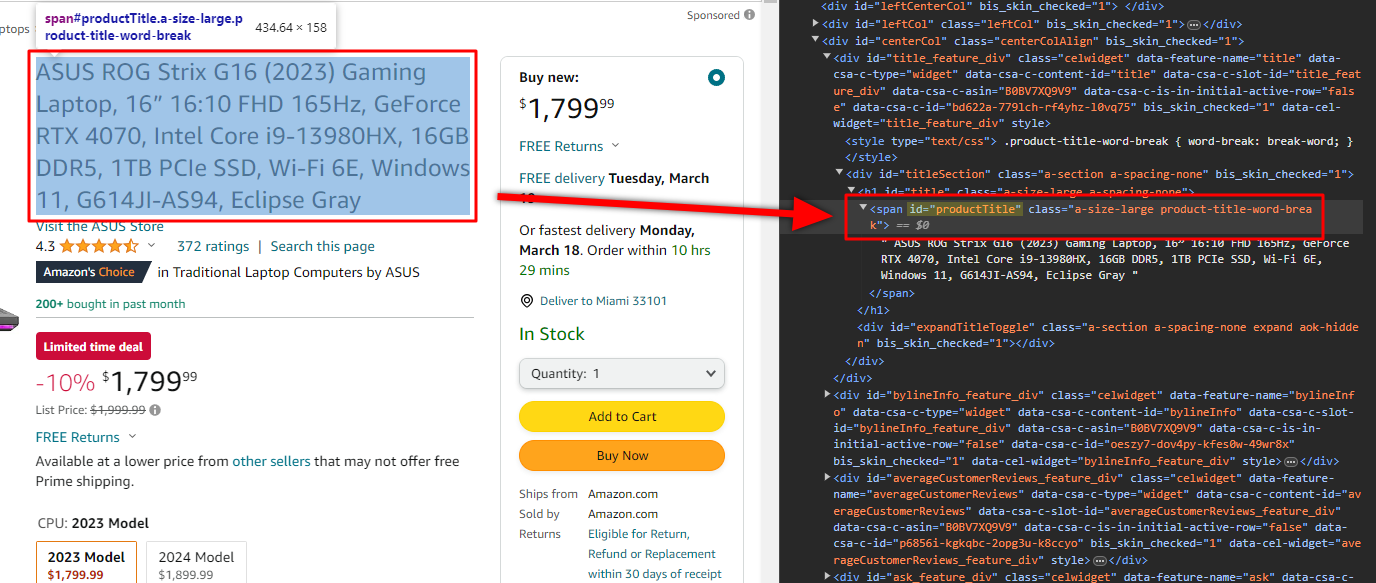 span#productTitle.a-size-large.p
roduct-title-word-break
434.64 × 158
ptops
Sponsored
ASUS ROG Strix G16 (2023) Gaming
Laptop, 16” 16:10 FHD 165Hz, GeForce
RTX 4070, Intel Core i9-13980HX, 16GB
DDR5, 1TB PCIe SSD, Wi-Fi 6E, Windows
11, G614JI-AS94, Eclipse Gray
Visit the ASUS Store
4.3
372 ratings | Search this page
Amazon's Choice in Traditional Laptop Computers by ASUS
200+ bought in past month
Limited time deal
-10% $1,79999
List Price: $1,999.99
FREE Returns
Available at a lower price from other sellers that may not offer free
Prime shipping.
CPU: 2023 Model
2023 Model
$1,799.99
2024 Model
$1,899.99
Buy new:
$1,79999
FREE Returns
FREE delivery Tuesday, March
Or fastest delivery Monday,
March 18. Order within 10 hrs
29 mins
Deliver to Miami 33101
In Stock
Quantity: 1
Add to Cart
Buy Now
Ships from Amazon.com
Sold by Amazon.com
Returns Eligible for Return,
Refund or Replacement
within 30 days of receipt
<div id="leftCenterCol" bis_skin_checked="1"> </div>
<div id="leftCol" class="leftCol" bis_skin_checked="1"> </div>
<div id="centerCol" class="centerColAlign" bis_skin_checked="1">
<div id="title_feature_div" class="celwidget" data-feature-name="title" data-
csa-c-type="widget" data-csa-c-content-id="title" data-csa-c-slot-id="title_feat
ure_div" data-csa-c-asin="B0BV7XQ9V9" data-csa-c-is-in-initial-active-row="fals
e" data-csa-c-id="bd622a-7791ch-rf4yhz-l0vq75" bis_skin_checked="1" data-cel-
widget="title_feature_div" style>
<style type="text/css"> .product-title-word-break { word-break: break-word; }
</style>
<div id="titleSection" class="a-section a-spacing-none" bis_skin_checked="1">
<h1 id="title" class="a-size-large a-spacing-none">
<span id="productTitle" class="a-size-large product-title-word-brea
k"> == $0
" ASUS ROG Strix G16 (2023) Gaming Laptop, 16” 16:10 FHD 165Hz, GeForce
RTX 4070, Intel Core i9-13980HX, 16GB DDR5, 1TB PCIe SSD, Wi-Fi 6E,
Windows 11, G614JI-AS94, Eclipse Gray "
</span>
</h1>
<div id="expandTitleToggle" class="a-section a-spacing-none expand aok-hidde
n" bis_skin_checked="1"></div>
</div>
</div>
<div id="bylineInfo_feature_div" class="celwidget" data-feature-name="bylineInf
o" data-csa-c-type="widget" data-csa-c-content-id="bylineInfo" data-csa-c-slot-
id="bylineInfo_feature_div" data-csa-c-asin="B0BV7XQ9V9" data-csa-c-is-in-
initial-active-row="false" data-csa-c-id="oeszy7-dov4py-kfes0w-49wr8x"
bis_skin_checked="1" data-cel-widget="bylineInfo_feature_div" style> </div>
<div id="averageCustomerReviews_feature_div" class="celwidget" data-feature-
name="averageCustomerReviews" data-csa-c-type="widget" data-csa-c-content-id="av
erageCustomerReviews" data-csa-c-slot-id="averageCustomerReviews_feature_div"
data-csa-c-asin="B0BV7XQ9V9" data-csa-c-is-in-initial-active-row="false" data-
csa-c-id="p6856i-kgkqbc-2opg3u-k8ccyo" bis_skin_checked="1" data-cel-widget="av
erageCustomerReviews_feature_div" style> </div>
<div id="ask_feature_div" class="celwidget" data-feature-name="ask" data-csa-c-